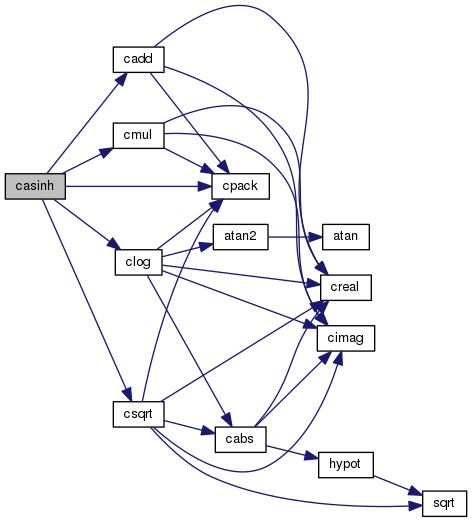 cadd
cmul
casinh
cpack
atan2
atan
clog
creal
cimag
csqrt
cabs
hypot
sqrt